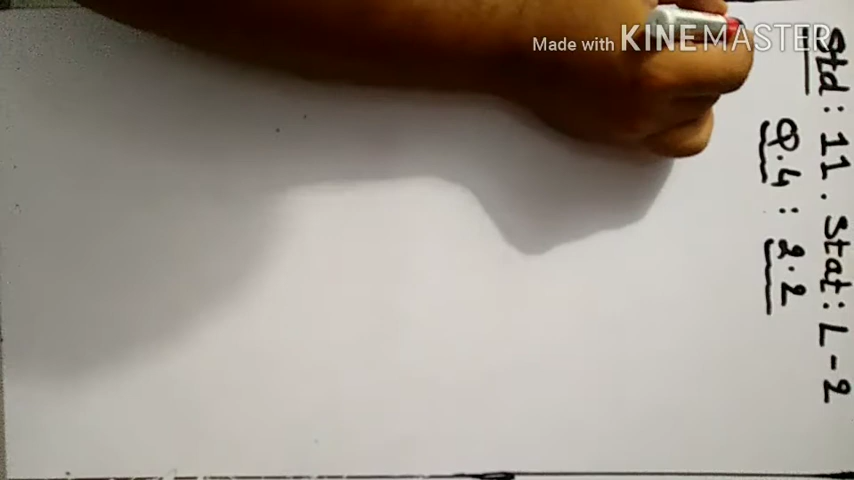 Made with KINEMASTER
Std : 11 . Stat : L - 2
Q.4 : 2.2